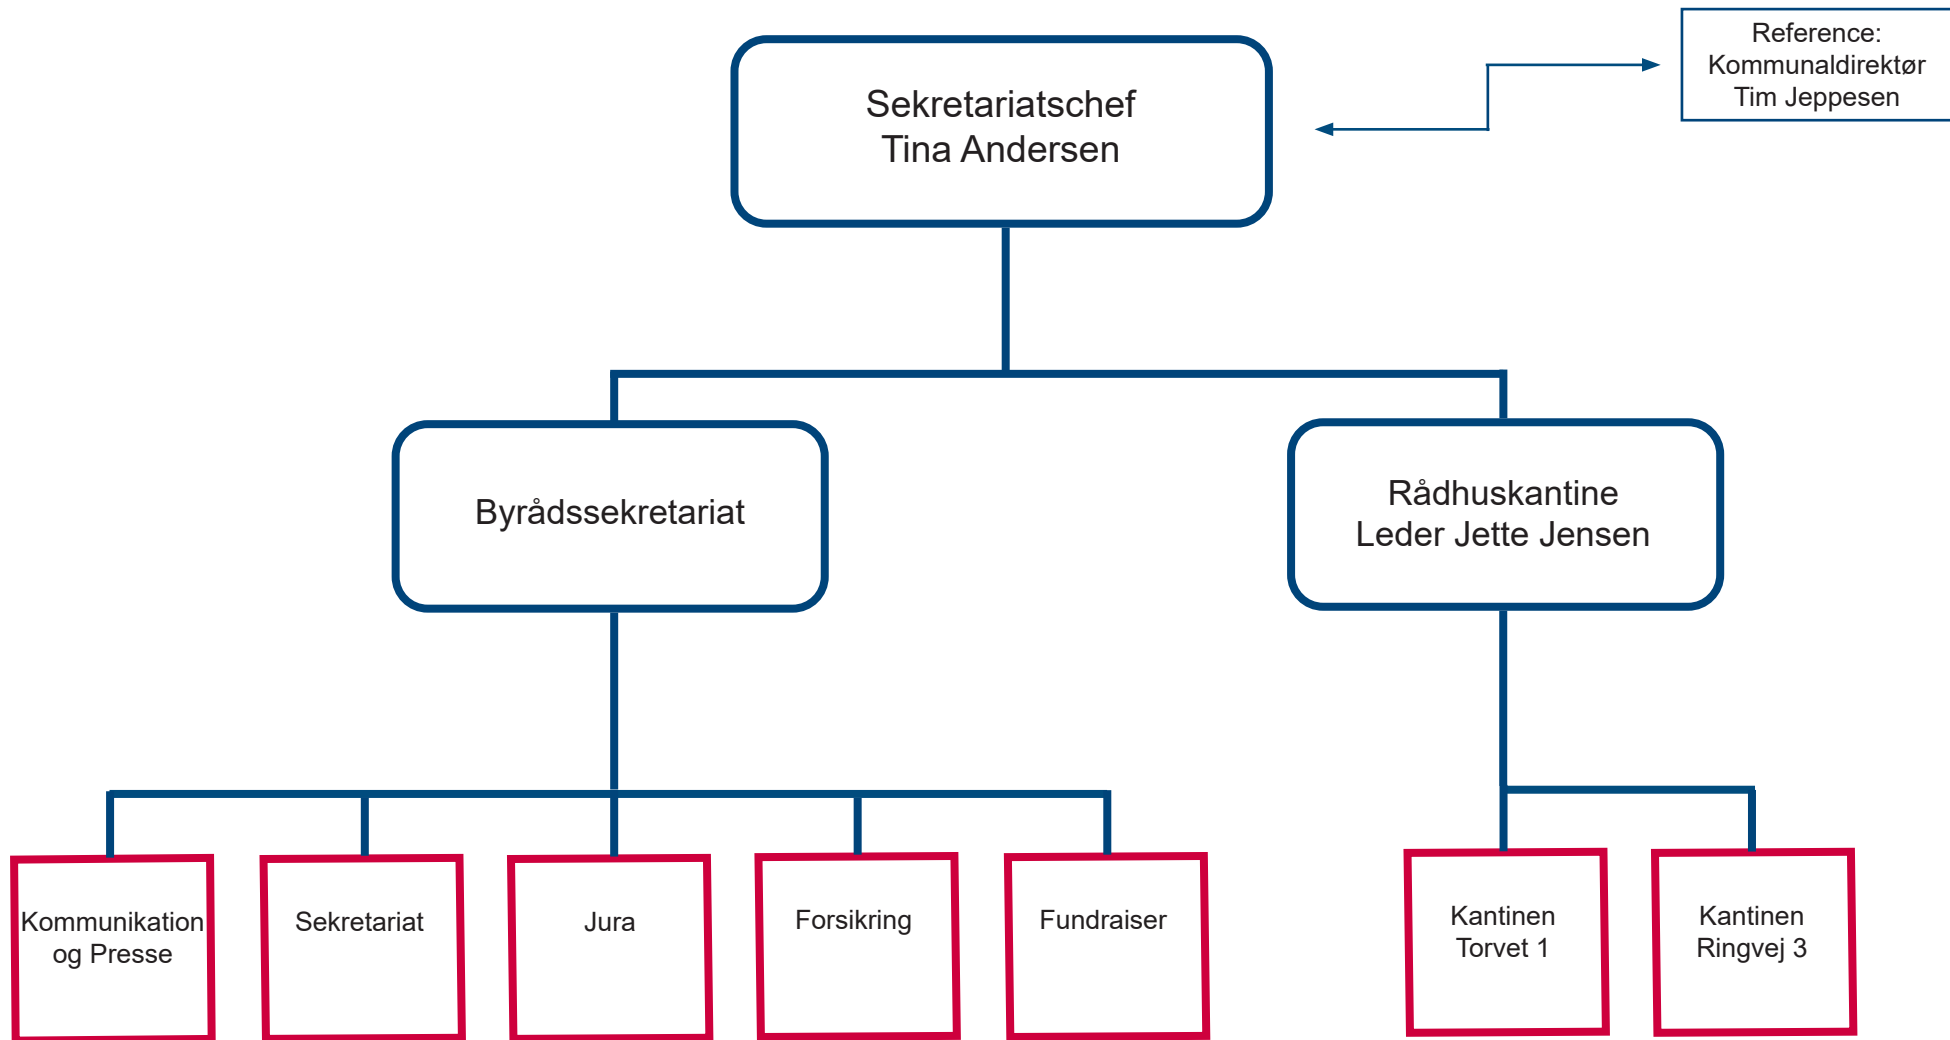 Reference:
Kommunaldirektør
Tim Jeppesen
Sekretariatschef
Tina Andersen
Byrådssekretariat
Rådhuskantine
Leder Jette Jensen
Kommunikation
og Presse
Sekretariat
Jura
Forsikring
Fundraiser
Kantinen
Torvet 1
Kantinen
Ringvej 3